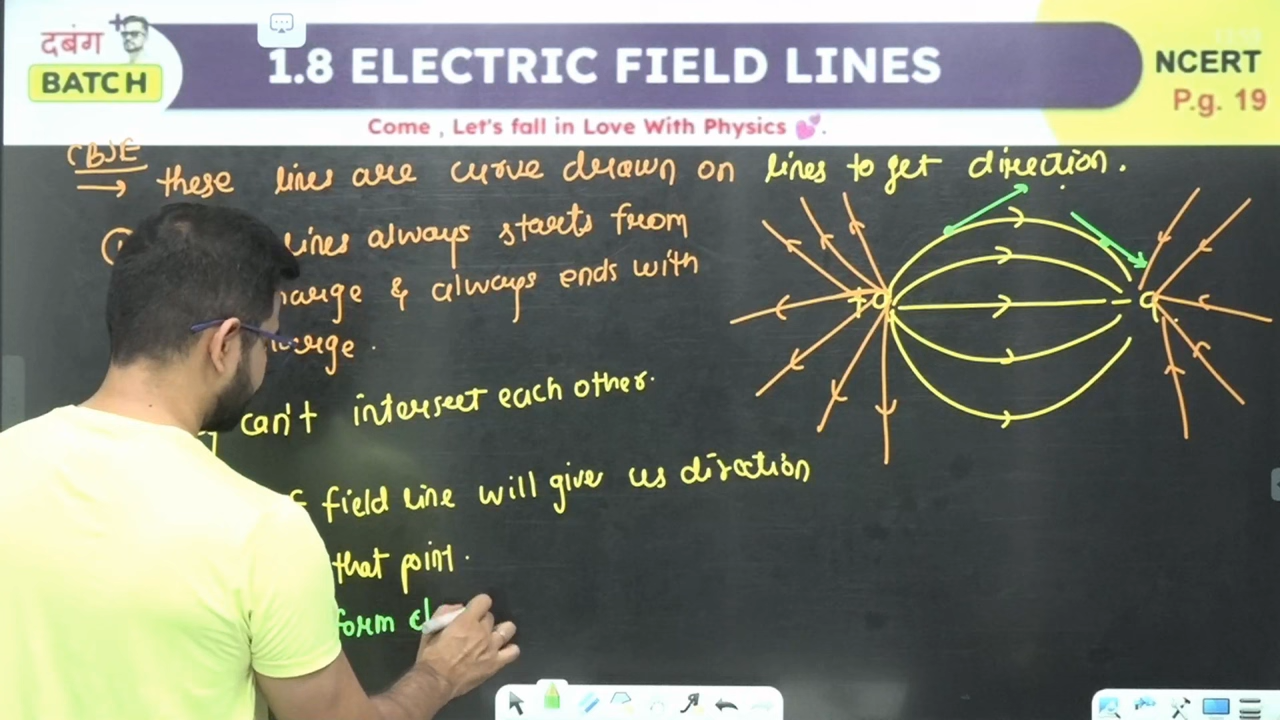 दबंग
BATCH
1.8 ELECTRIC FIELD LINES
NCERT
P.g. 19
Come , Let's fall in Love With Physics 💕.
CBSE
→ these lines are curve drawn on lines to get direction.
lines always starts from
& always ends with
can't intersect each other.
field line will give us direction
that point.
form
+q
-q